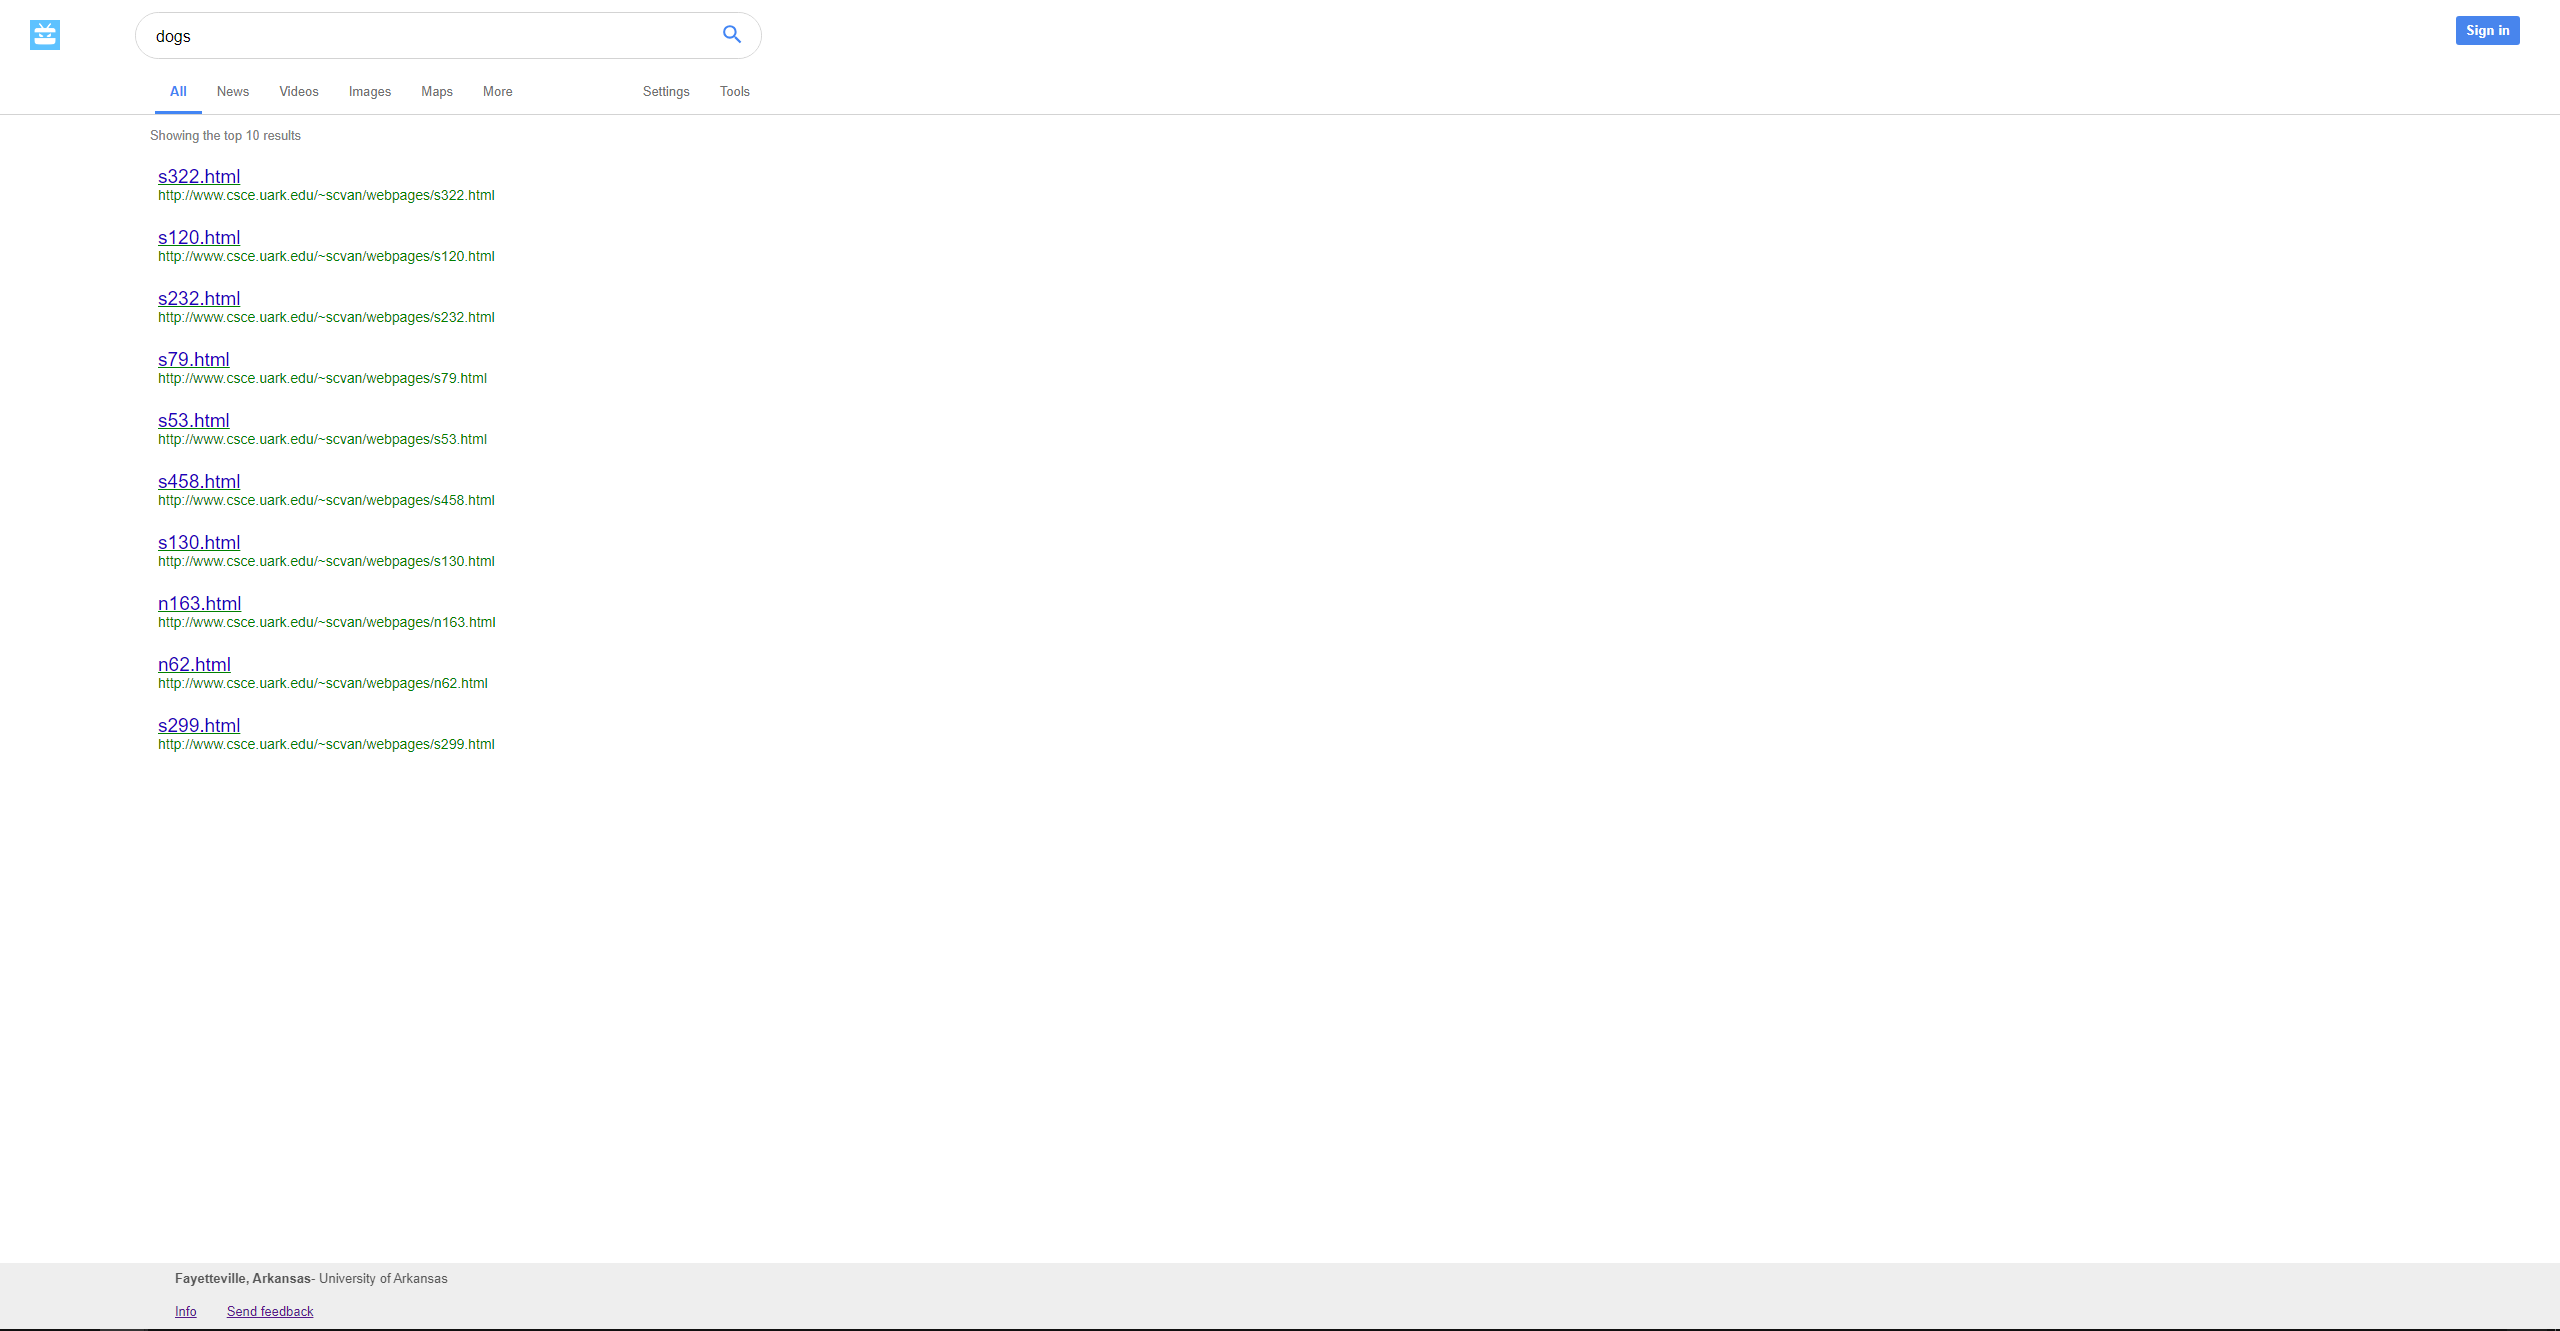 dogs
Sign in
All News Videos Images Maps More Settings Tools
Showing the top 10 results
s322.html
http://www.csce.uark.edu/~scvan/webpages/s322.html
s120.html
http://www.csce.uark.edu/~scvan/webpages/s120.html
s232.html
http://www.csce.uark.edu/~scvan/webpages/s232.html
s79.html
http://www.csce.uark.edu/~scvan/webpages/s79.html
s53.html
http://www.csce.uark.edu/~scvan/webpages/s53.html
s458.html
http://www.csce.uark.edu/~scvan/webpages/s458.html
s130.html
http://www.csce.uark.edu/~scvan/webpages/s130.html
n163.html
http://www.csce.uark.edu/~scvan/webpages/n163.html
n62.html
http://www.csce.uark.edu/~scvan/webpages/n62.html
s299.html
http://www.csce.uark.edu/~scvan/webpages/s299.html
Fayetteville, Arkansas- University of Arkansas
Info Send feedback